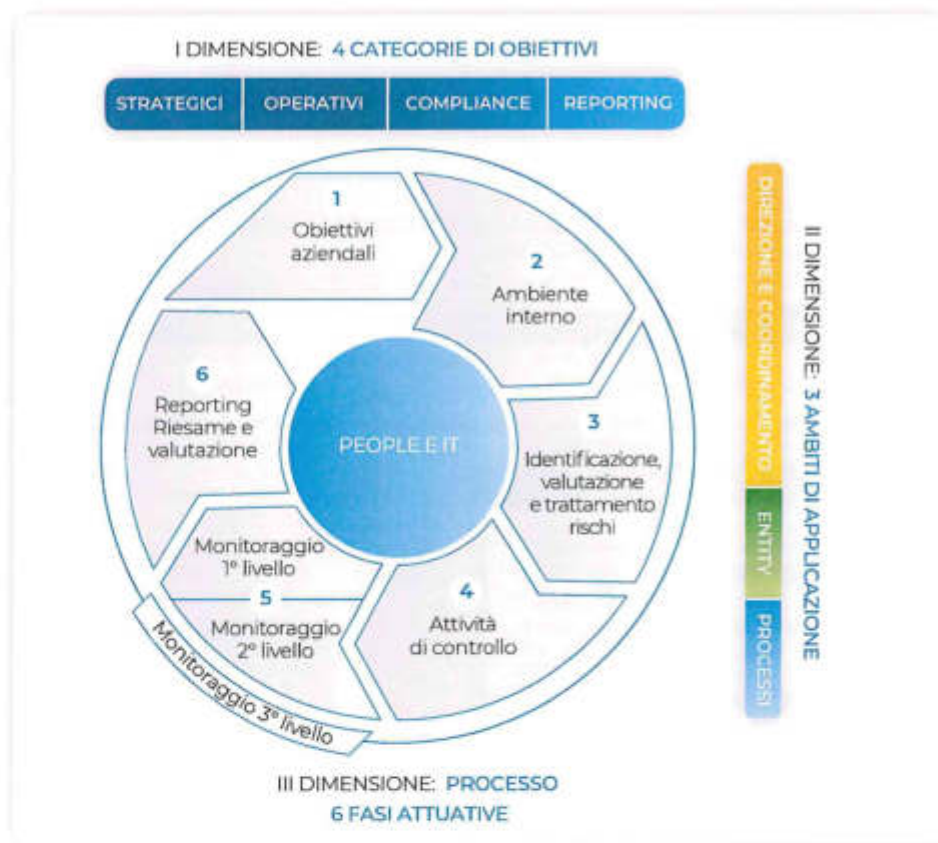 I DIMENSIONE: 4 CATEGORIE DI OBIETTIVI
STRATEGICI
OPERATIVI
COMPLIANCE
REPORTING
1
Obiettivi
aziendali
2
Ambiente
interno
3
Identificazione,
valutazione
e trattamento
rischi
4
Attività
di controllo
Monitoraggio
1° livello
5
Monitoraggio
2° livello
Monitoraggio 3° livello
6
Reporting
Riesame e
valutazione
PEOPLE E IT
DIREZIONE E COORDINAMENTO
ENTITY
PROCESSI
II DIMENSIONE: 3 AMBITI DI APPLICAZIONE
III DIMENSIONE: PROCESSO
6 FASI ATTUATIVE